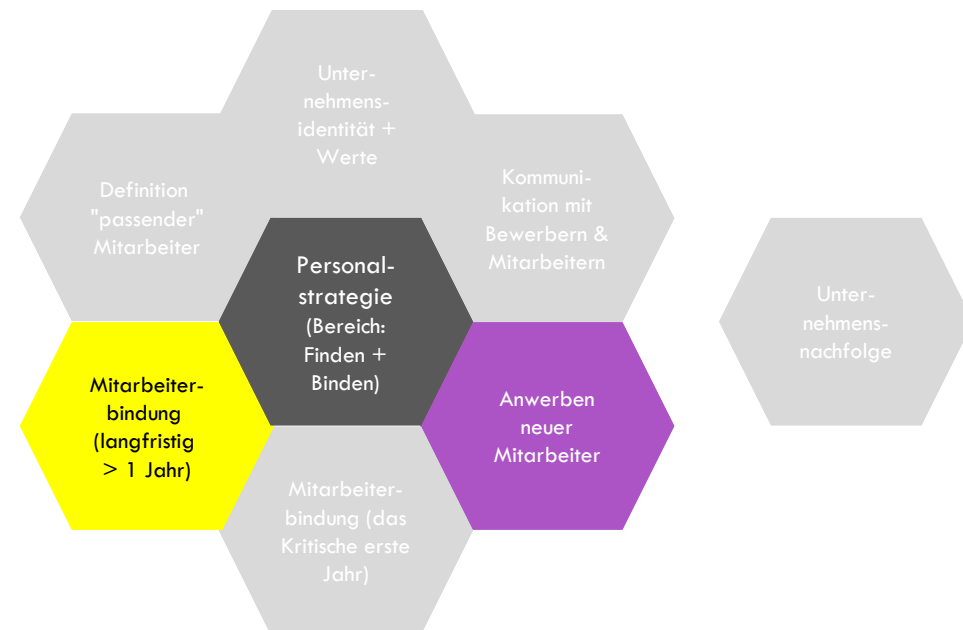 Unter-
nehmens-
identität +
Werte
Definition
"passender"
Mitarbeiter
Kommuni-
kation mit
Bewerbern &
Mitarbeitern
Personal-
strategie
(Bereich:
Finden +
Binden)
Unter-
nehmens-
nachfolge
Mitarbeiter-
bindung
(langfristig
> 1 Jahr)
Anwerben
neuer
Mitarbeiter
Mitarbeiter-
bindung (das
Kritische erste
Jahr)